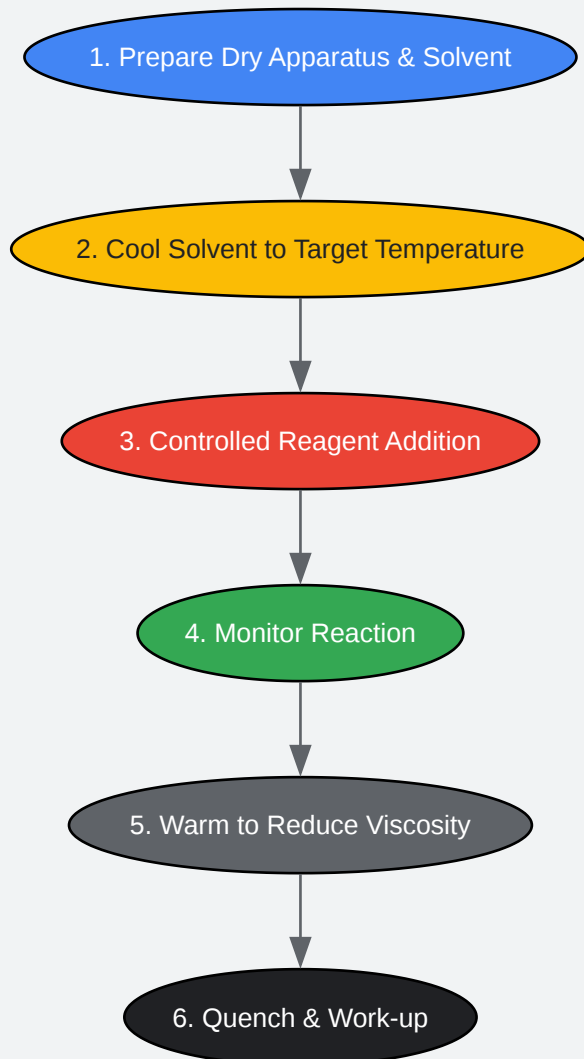 1. Prepare Dry Apparatus & Solvent
2. Cool Solvent to Target Temperature
3. Controlled Reagent Addition
4. Monitor Reaction
5. Warm to Reduce Viscosity
6. Quench & Work-up